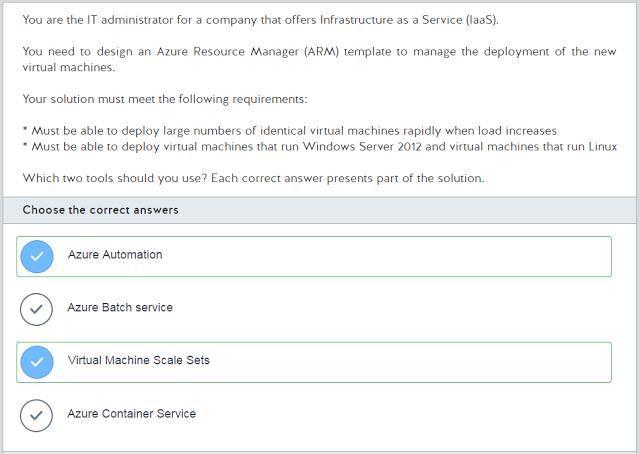 You are the IT administrator for a company that offers Infrastructure as a Service (IaaS).
You need to design an Azure Resource Manager (ARM) template to manage the deployment of the new
virtual machines.
Your solution must meet the following requirements:
* Must be able to deploy large numbers of identical virtual machines rapidly when load increases
* Must be able to deploy virtual machines that run Windows Server 2012 and virtual machines that run Linux
Which two tools should you use? Each correct answer presents part of the solution.
Choose the correct answers
Azure Automation
Azure Batch service
Virtual Machine Scale Sets
Azure Container Service